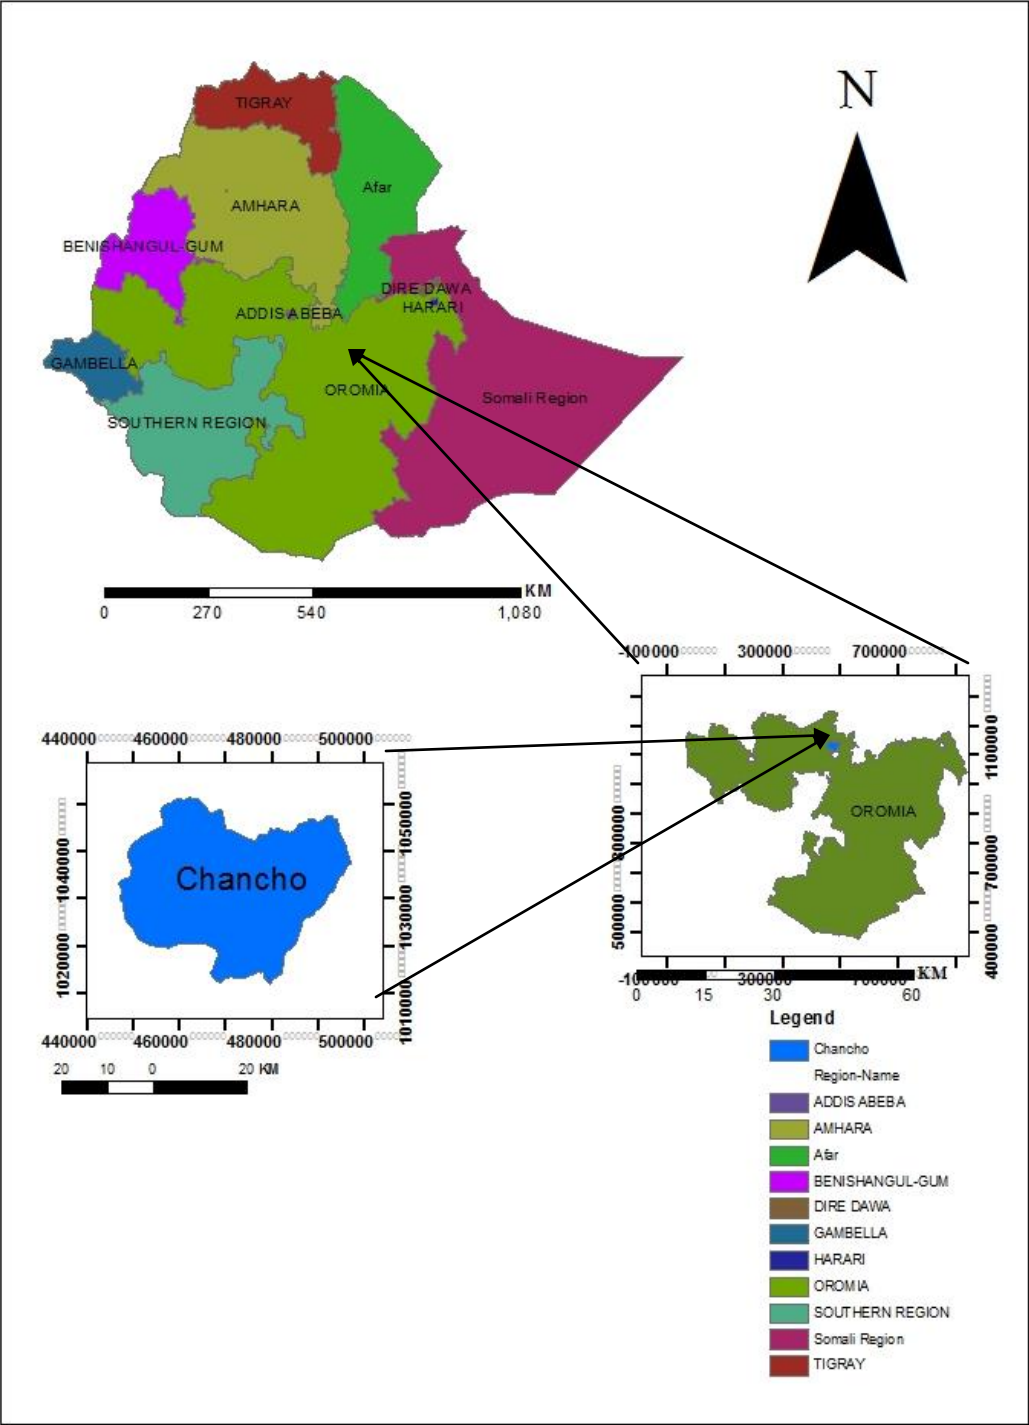 N
TIGRAY
Afar
AMHARA
BENISHANGUL-GUM
DIRE DAWA
HARARI
ADDIS ABEBA
GAMBELLA
OROMIA
Somali Region
SOUTHERN REGION
KM
0 270 540 1,080
-100000 300000 700000
1100000
700000
400000
500000
OROMIA
-100000 300000 700000
KM
0 15 30 60
440000 460000 480000 500000
1040000
1020000
1050000
1030000
1010000
Chancho
440000 460000 480000 500000
20 10 0 20 KM
Legend
Chancho
Region-Name
ADDIS ABEBA
AMHARA
Afar
BENISHANGUL-GUM
DIRE DAWA
GAMBELLA
HARARI
OROMIA
SOUTHERN REGION
Somali Region
TIGRAY